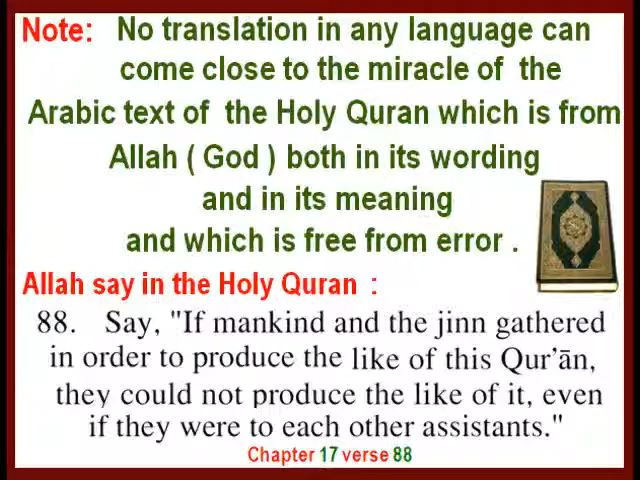 Note: No translation in any language can
come close to the miracle of the
Arabic text of the Holy Quran which is from
Allah ( God ) both in its wording
and in its meaning
and which is free from error .
Allah say in the Holy Quran :
88. Say, "If mankind and the jinn gathered
in order to produce the like of this Qur’ān,
they could not produce the like of it, even
if they were to each other assistants."
Chapter 17 verse 88